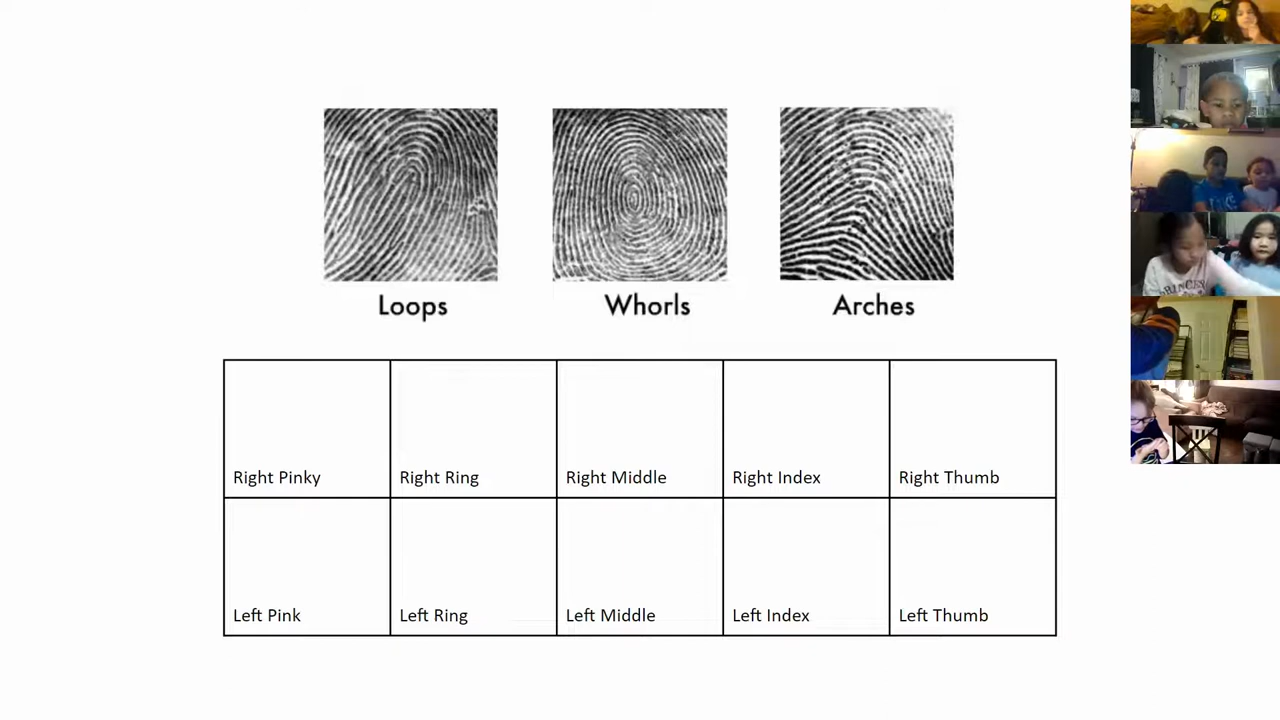 Loops Whorls Arches
Right Pinky Right Ring Right Middle Right Index Right Thumb
Left Pink Left Ring Left Middle Left Index Left Thumb